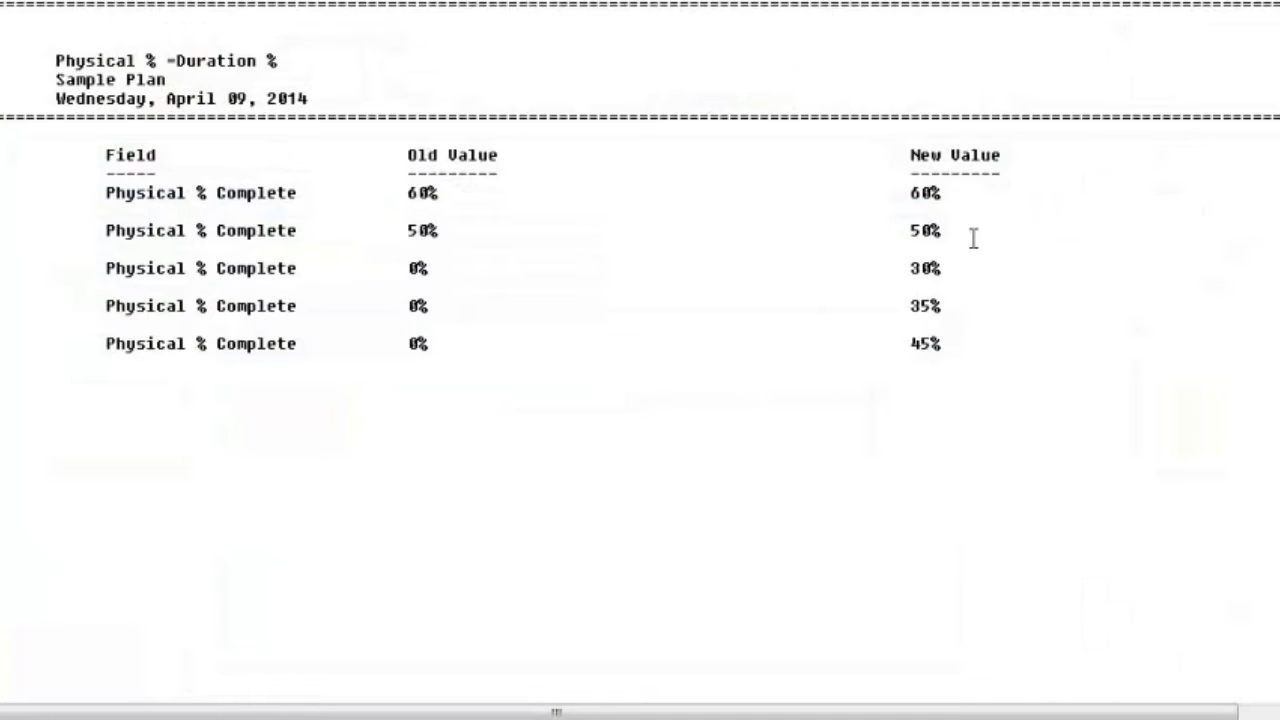 Physical % =Duration %
Sample Plan
Wednesday, April 09, 2014
Field Old Value New Value
Physical % Complete 60% 60%
Physical % Complete 50% 50%
Physical % Complete 0% 30%
Physical % Complete 0% 35%
Physical % Complete 0% 45%